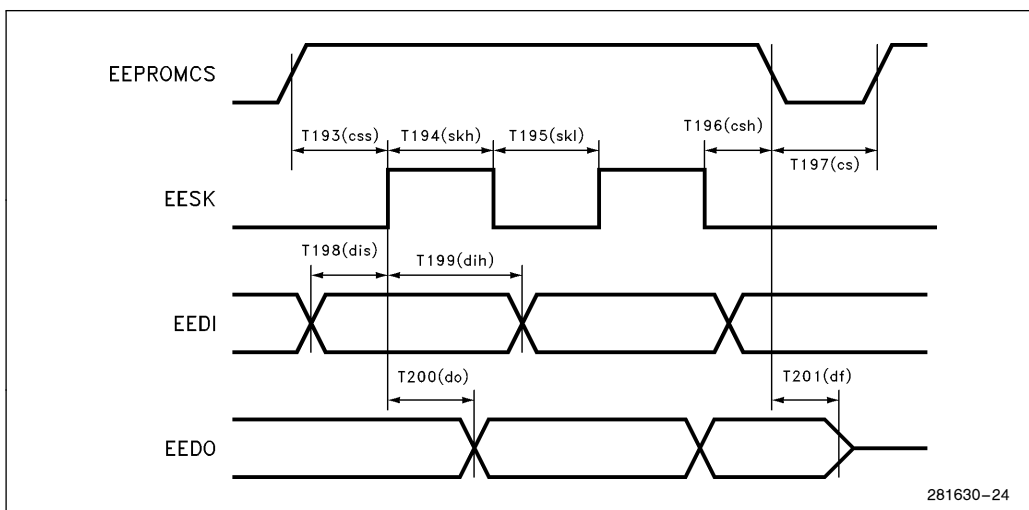 EEPROMCS
T193(css) T194(skh) T195(skl) T196(csh)
T197(cs)
EESK
T198(dis) T199(dih)
EEDI
T200(do) T201(df)
EEDO
281630-24